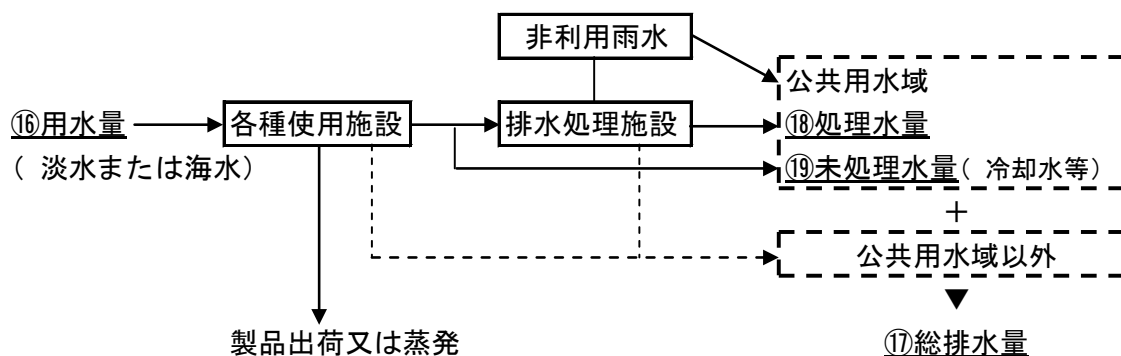 非利用雨水
公共用水域
⑯用水量
各種使用施設
排水処理施設
⑱処理水量
( 淡水または海水)
⑲未処理水量( 冷却水等)
+
公共用水域以外
▼
製品出荷又は蒸発
⑰総排水量